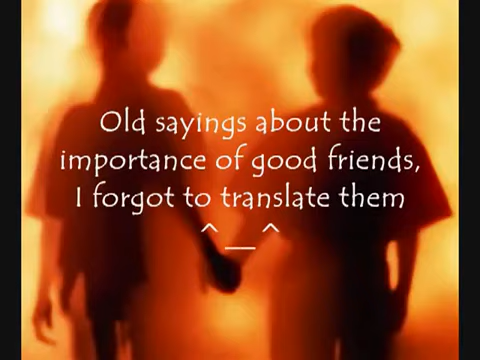 Old sayings about the
importance of good friends,
I forgot to translate them
^__^